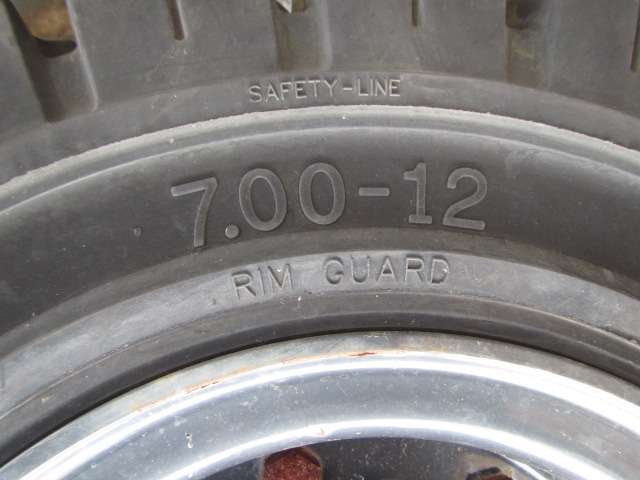 SAFETY-LINE
7.00-12
RIM GUARD